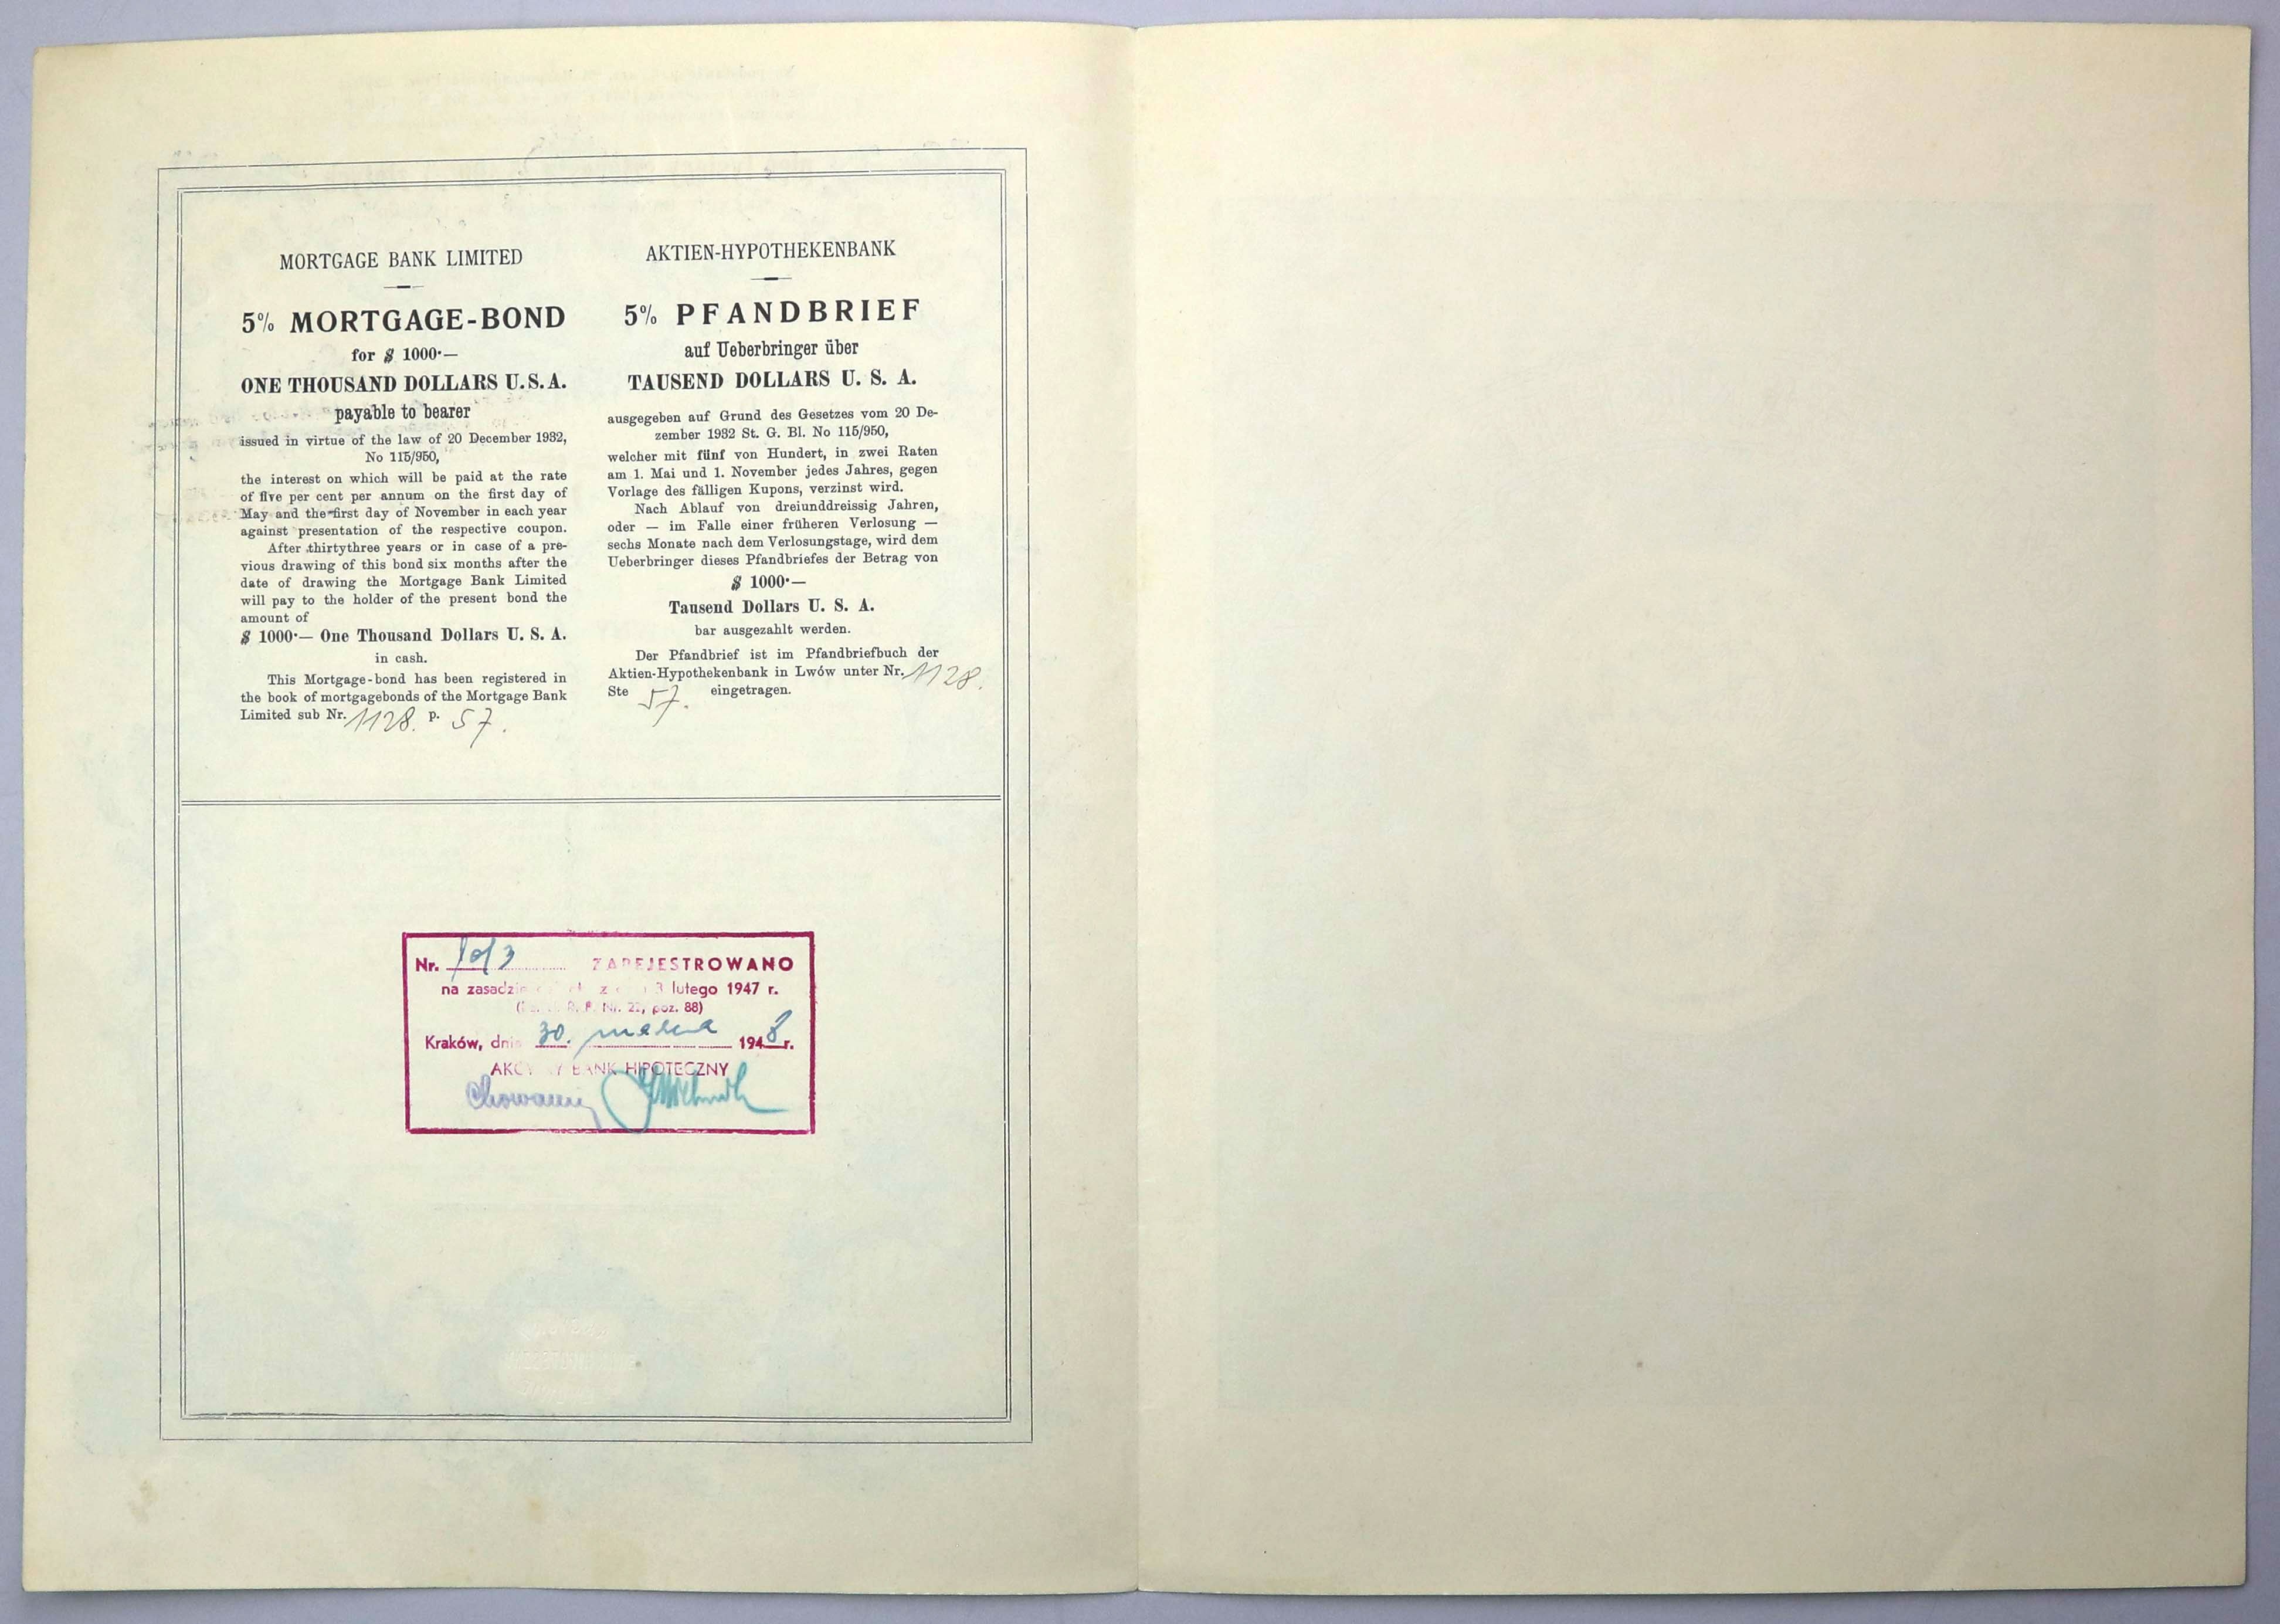 MORTGAGE BANK LIMITED
5% MORTGAGE-BOND
for $ 1000·—
ONE THOUSAND DOLLARS U.S.A.
payable to bearer
issued in virtue of the law of 20 December 1932,
No 115/950,
the interest on which will be paid at the rate
of five per cent per annum on the first day of
May and the first day of November in each year
against presentation of the respective coupon.
After thirtythree years or in case of a pre-
vious drawing of this bond six months after the
date of drawing the Mortgage Bank Limited
will pay to the holder of the present bond the
amount of
$ 1000·— One Thousand Dollars U. S. A.
in cash.
This Mortgage-bond has been registered in
the book of mortgagebonds of the Mortgage Bank
Limited sub Nr. 1128. p. 57.
AKTIEN-HYPOTHEKENBANK
5% PFANDBRIEF
auf Ueberbringer über
TAUSEND DOLLARS U. S. A.
ausgegeben auf Grund des Gesetzes vom 20 De-
zember 1932 St. G. Bl. No 115/950,
welcher mit fünf von Hundert, in zwei Raten
am 1. Mai und 1. November jedes Jahres, gegen
Vorlage des fälligen Kupons, verzinst wird.
Nach Ablauf von dreiunddreissig Jahren,
oder — im Falle einer früheren Verlosung —
sechs Monate nach dem Verlosungstage, wird dem
Ueberbringer dieses Pfandbriefes der Betrag von
$ 1000·—
Tausend Dollars U. S. A.
bar ausgezahlt werden.
Der Pfandbrief ist im Pfandbriefbuch der
Aktien-Hypothekenbank in Lwów unter Nr. 1128.
Ste 57. eingetragen.
Nr. ZAREJESTROWANO
na zasadzie 3 lutego 1947 r.
Nr. 22, poz. 88)
Kraków, dnia 30. marca 1948 r.
AKCYJNY BANK HIPOTECZNY